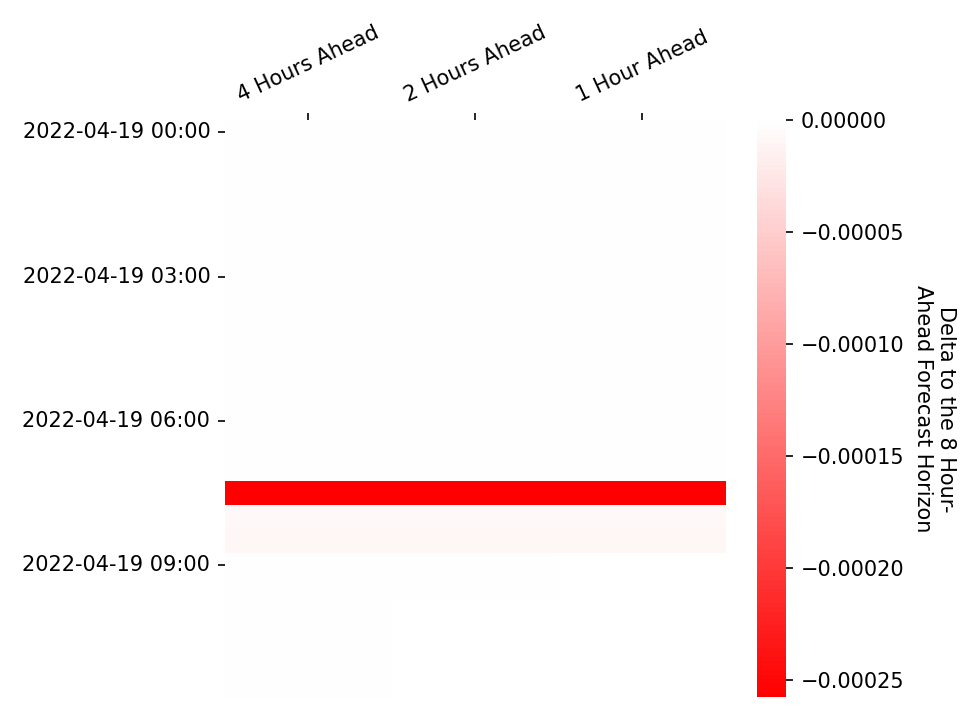 4 Hours Ahead
2 Hours Ahead
1 Hour Ahead
2022-04-19 00:00
2022-04-19 03:00
2022-04-19 06:00
2022-04-19 09:00
0.00000
−0.00005
−0.00010
−0.00015
−0.00020
−0.00025
Delta to the 8 Hour-
Ahead Forecast Horizon